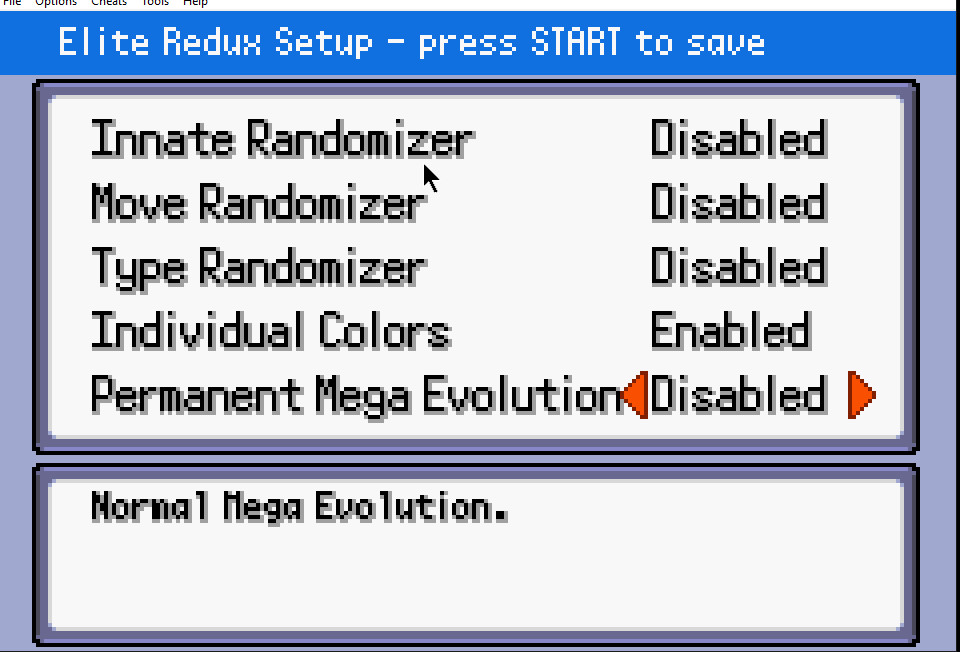 File Options Cheats Tools Help
Elite Redux Setup - press START to save
Innate Randomizer Disabled
Move Randomizer Disabled
Type Randomizer Disabled
Individual Colors Enabled
Permanent Mega Evolution Disabled
Normal Mega Evolution.